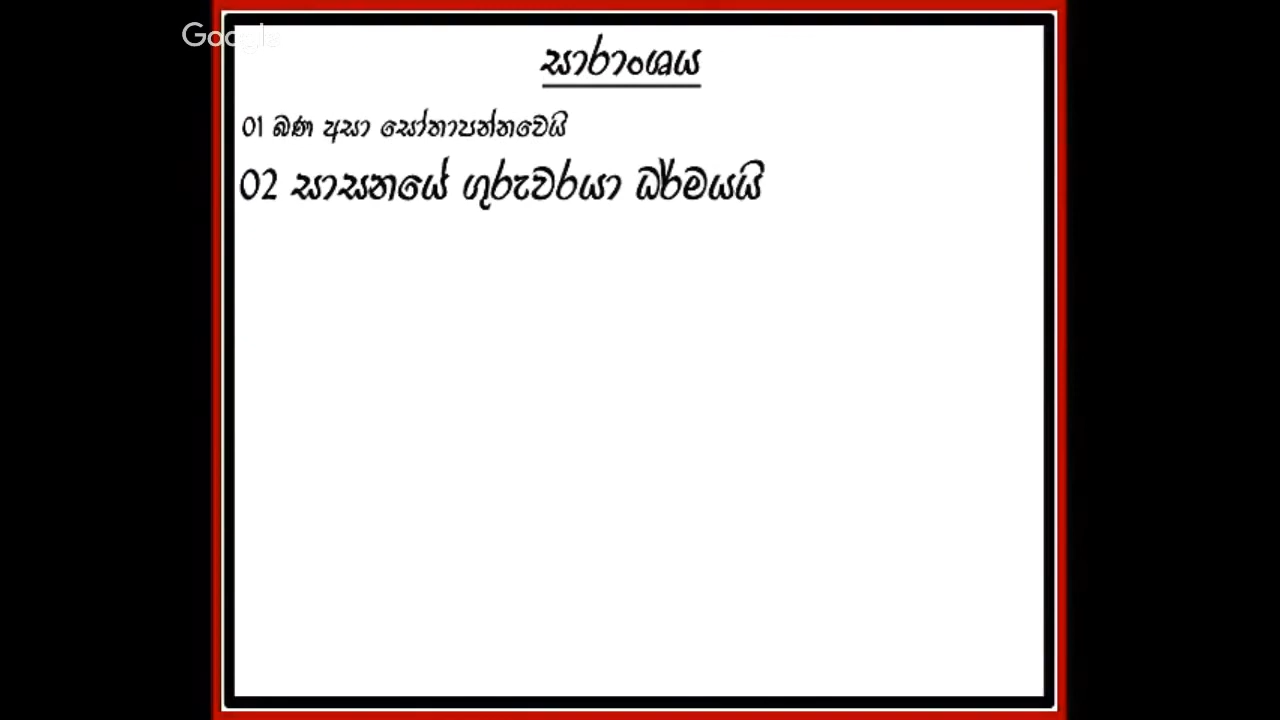 Google
සාරාංශය
01 බණ අසා සෝතාපන්නවෙයි
02 සාසනයේ ගුරුවරයා ධර්මයයි